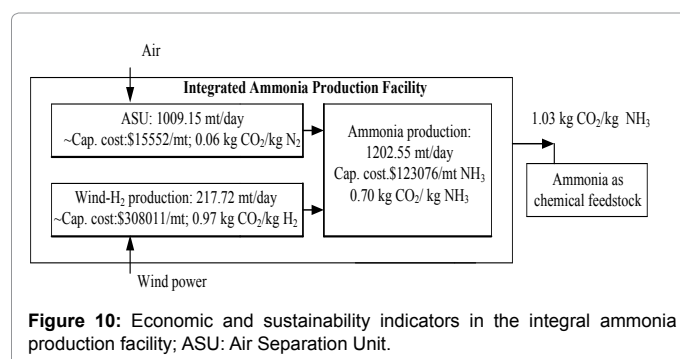 Air
Integrated Ammonia Production Facility
ASU: 1009.15 mt/day
~Cap. cost:$15552/mt; 0.06 kg CO₂/kg N₂
Wind-H₂ production: 217.72 mt/day
~Cap. cost:$308011/mt; 0.97 kg CO₂/kg H₂
Ammonia production:
1202.55 mt/day
Cap. cost.$123076/mt NH₃
0.70 kg CO₂/ kg NH₃
1.03 kg CO₂/kg NH₃
Ammonia as
chemical feedstock
Wind power
Figure 10: Economic and sustainability indicators in the integral ammonia
production facility; ASU: Air Separation Unit.